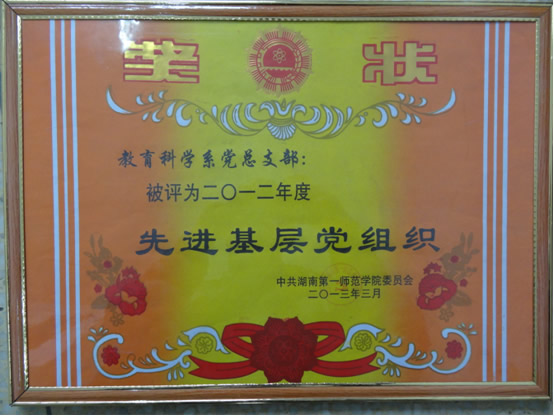 奖 状
教育科学系党总支部：
被评为二〇一二年度
先进基层党组织
中共湖南第一师范学院委员会
二〇一三年三月